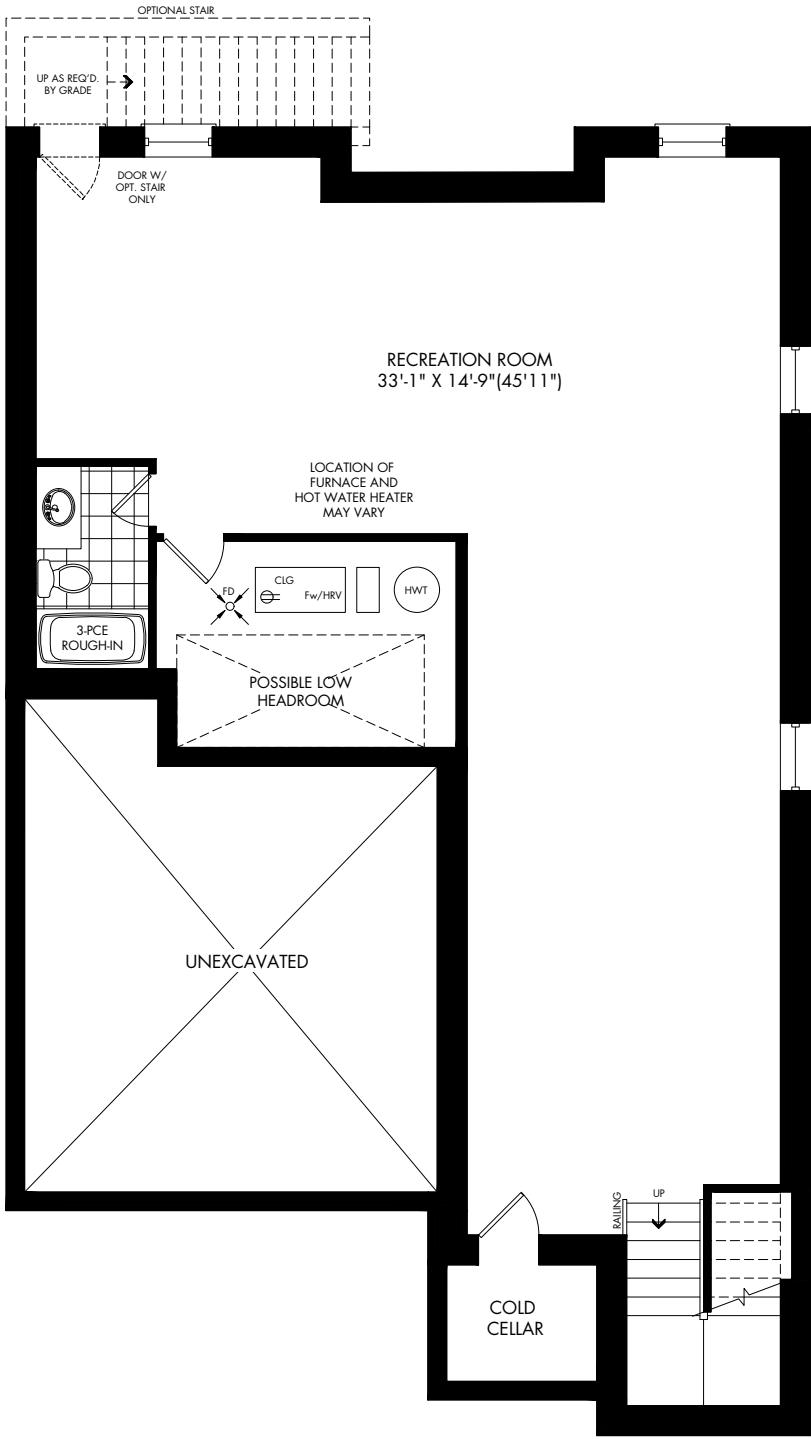 OPTIONAL STAIR
UP AS REQ'D.
BY GRADE
DOOR W/
OPT. STAIR
ONLY
RECREATION ROOM
33'-1" X 14'-9"(45'11")
LOCATION OF
FURNACE AND
HOT WATER HEATER
MAY VARY
FD
CLG
Fw/HRV
HWT
3-PCE
ROUGH-IN
POSSIBLE LOW
HEADROOM
UNEXCAVATED
RAILING
UP
COLD
CELLAR